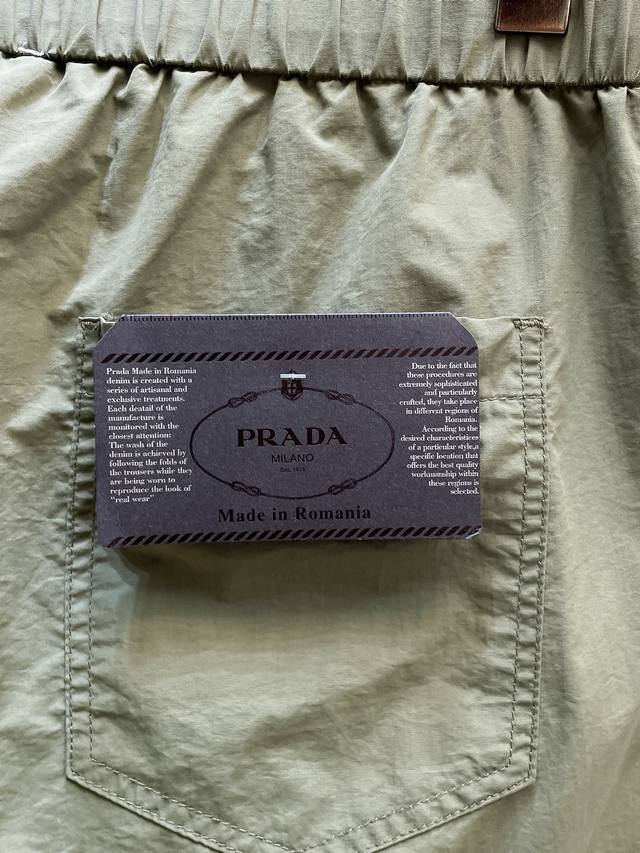 Prada Made in Romania
denim is created with a
series of artisanal and
exclusive treatments.
Each deatail of the
manufacture is
monitored with the
closest attention:
The wash of the
denim is achieved by
following the folds of
the trousers while they
are being worn to
reproduce the look of
“real wear”
PRADA
MILANO
DAL 1913
Made in Romania
Due to the fact that
these procedures are
extremely sophisticated
and particularly
crafted, they take place
in different regions of
Romania.
According to the
desired characteristics
of a particular style,a
specific location that
offers the best quality
workmanship within
these regions is
selected.